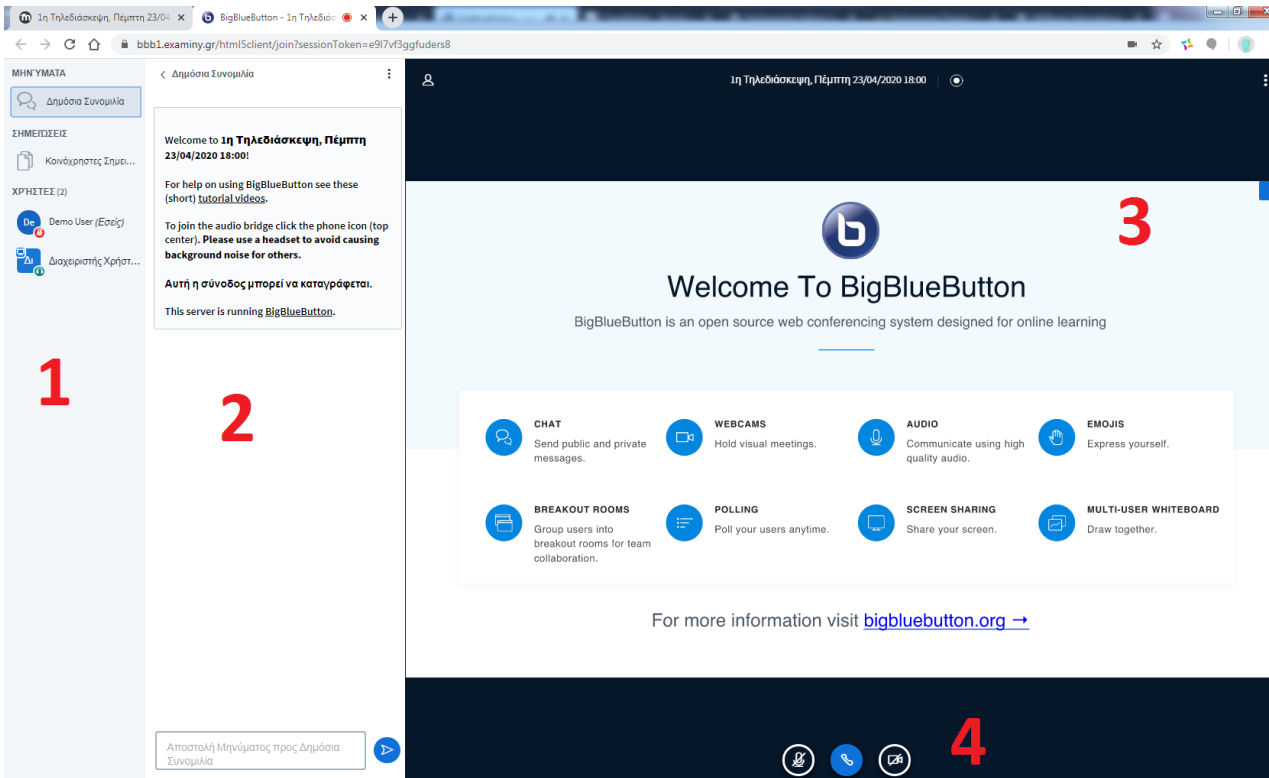 1η Τηλεδιάσκεψη, Πέμπτη 23/04
BigBlueButton - 1η Τηλεδιάσ
bbb1.examiny.gr/html5client/join?sessionToken=e9l7vf3ggfuders8
ΜΗΝΎΜΑΤΑ
Δημόσια Συνομιλία
ΣΗΜΕΙΏΣΕΙΣ
Κοινόχρηστες Σημει...
ΧΡΉΣΤΕΣ (2)
De
Demo User (Εσείς)
Δι
Διαχειριστής Χρήστ...
1
Δημόσια Συνομιλία
Welcome to 1η Τηλεδιάσκεψη, Πέμπτη
23/04/2020 18:00!
For help on using BigBlueButton see these
(short) tutorial videos.
To join the audio bridge click the phone icon (top
center). Please use a headset to avoid causing
background noise for others.
Αυτή η σύνοδος μπορεί να καταγράφεται.
This server is running BigBlueButton.
2
Αποστολή Μηνύματος προς Δημόσια
Συνομιλία
1η Τηλεδιάσκεψη, Πέμπτη 23/04/2020 18:00
3
b
Welcome To BigBlueButton
BigBlueButton is an open source web conferencing system designed for online learning
CHAT
Send public and private
messages.
WEBCAMS
Hold visual meetings.
AUDIO
Communicate using high
quality audio.
EMOJIS
Express yourself.
BREAKOUT ROOMS
Group users into
breakout rooms for team
collaboration.
POLLING
Poll your users anytime.
SCREEN SHARING
Share your screen.
MULTI-USER WHITEBOARD
Draw together.
For more information visit bigbluebutton.org →
4